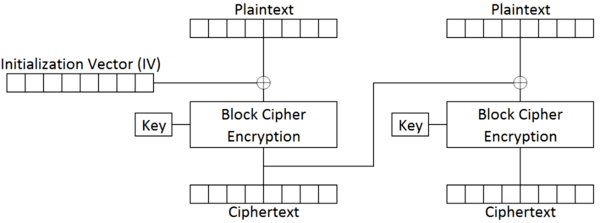 Plaintext
Plaintext
Initialization Vector (IV)
Key
Block Cipher
Encryption
Key
Block Cipher
Encryption
Ciphertext
Ciphertext